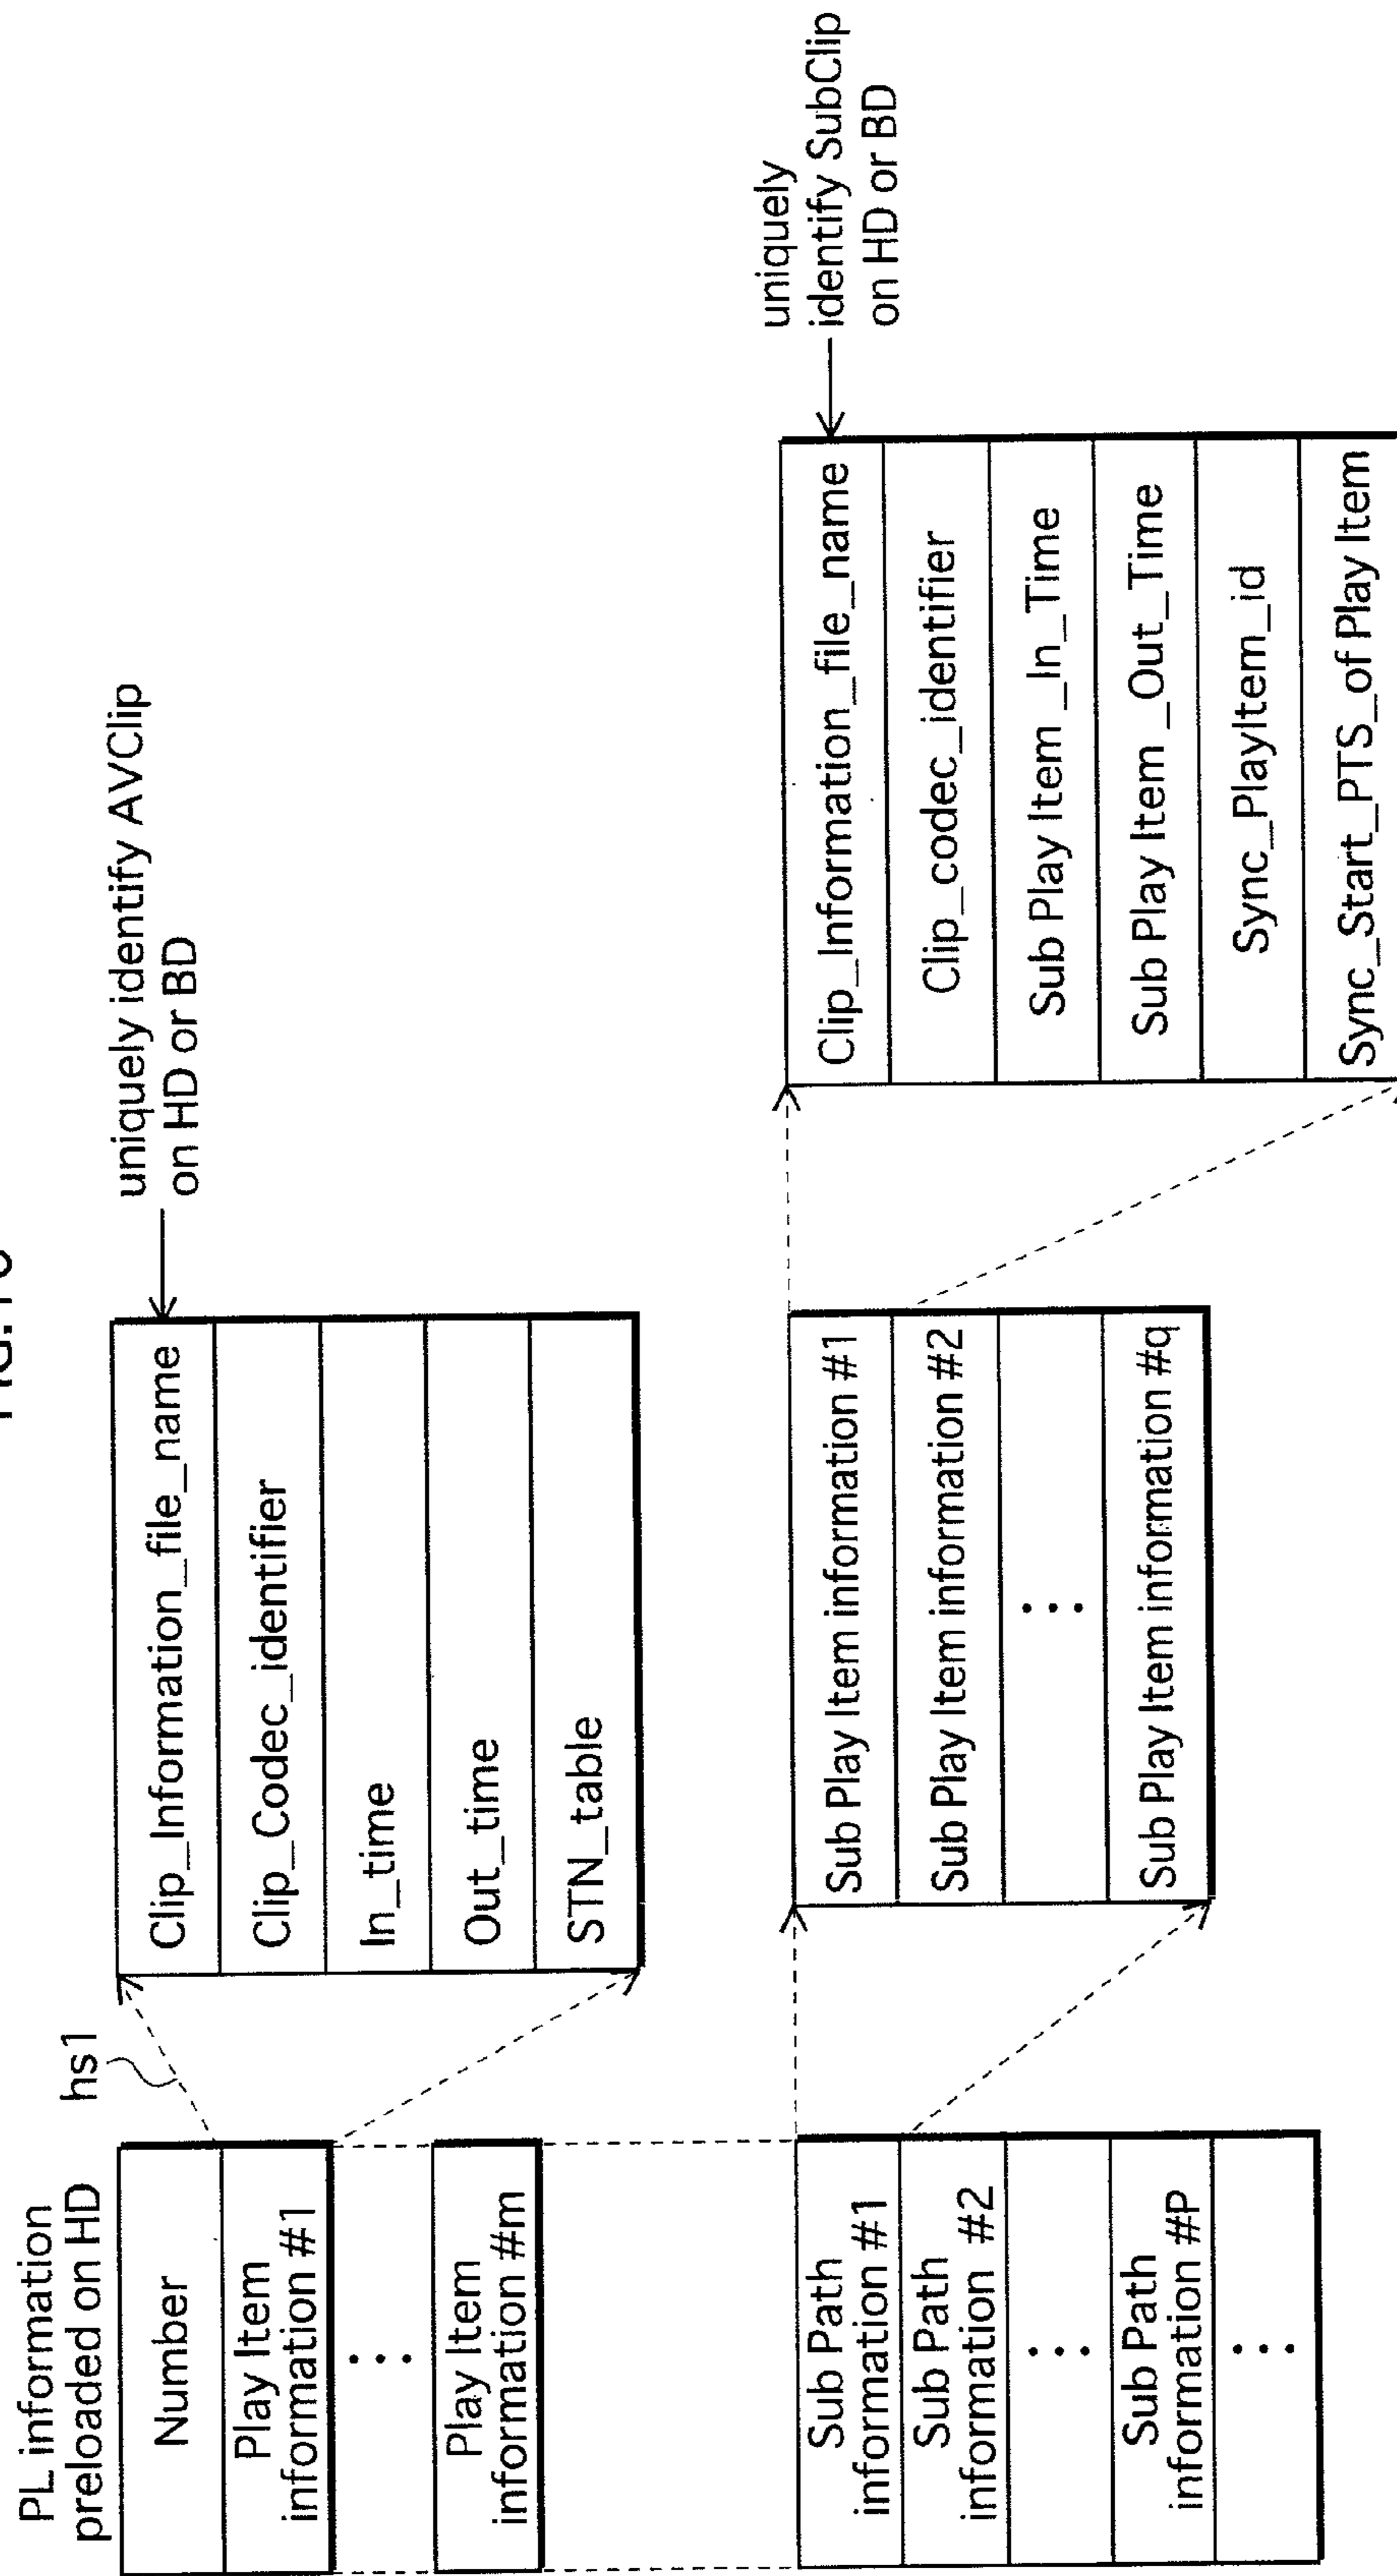 PL information
preloaded on HD
Number
Play Item
information #1
...
Play Item
information #m
Sub Path
information #1
Sub Path
information #2
...
Sub Path
information #P
...
hs1
Clip_Information_file_name
Clip_Codec_identifier
In_time
Out_time
STN_table
uniquely identify AVClip
on HD or BD
Sub Play Item information #1
Sub Play Item information #2
...
Sub Play Item information #q
Clip_Information_file_name
Clip_codec_identifier
Sub Play Item _In_Time
Sub Play Item _Out_Time
Sync_PlayItem_id
Sync_Start_PTS_of Play Item
uniquely
identify SubClip
on HD or BD